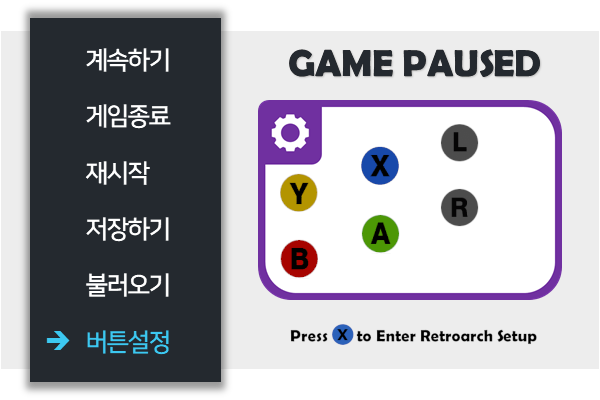 계속하기
게임종료
재시작
저장하기
불러오기
버튼설정
GAME PAUSED
L
X
Y
R
A
B
Press X to Enter Retroarch Setup